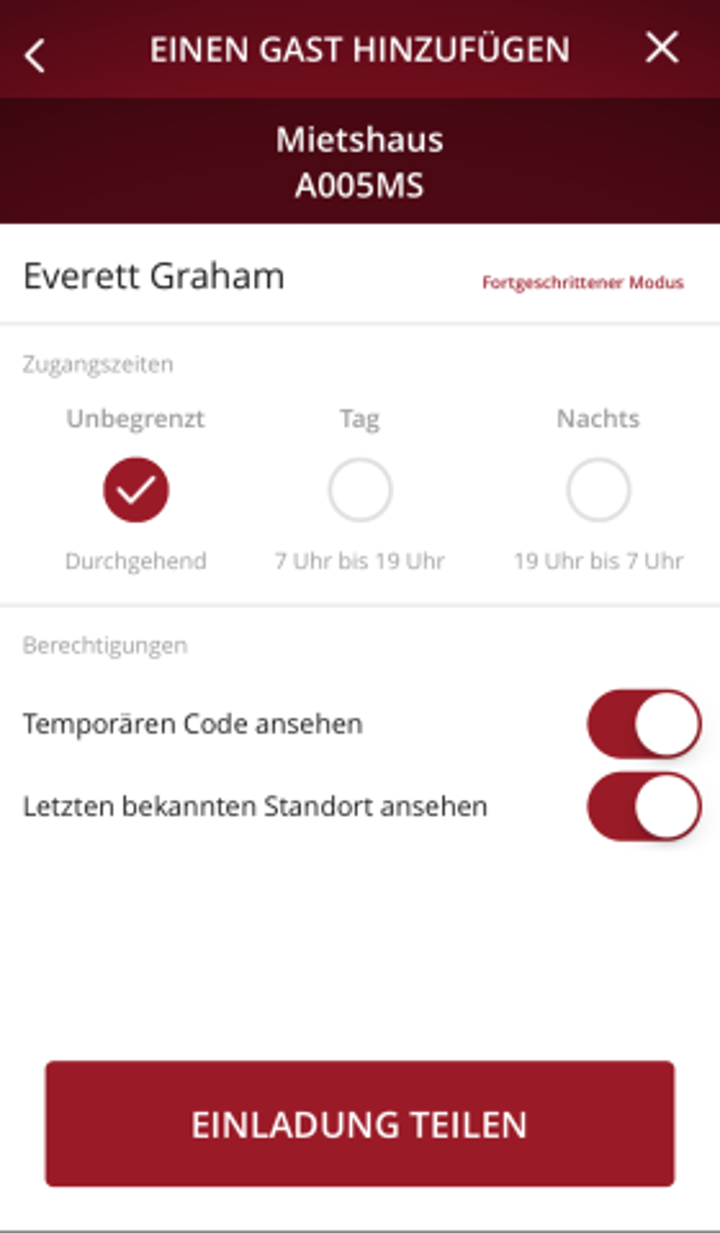 EINEN GAST HINZUFÜGEN
Mietshaus
A005MS
Everett Graham
Fortgeschrittener Modus
Zugangszeiten
Unbegrenzt Tag Nachts
Durchgehend 7 Uhr bis 19 Uhr 19 Uhr bis 7 Uhr
Berechtigungen
Temporären Code ansehen
Letzten bekannten Standort ansehen
EINLADUNG TEILEN